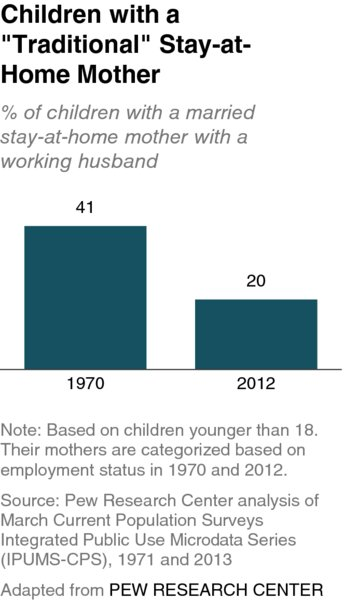 Children with a
"Traditional" Stay-at-
Home Mother
% of children with a married
stay-at-home mother with a
working husband
41
20
1970
2012
Note: Based on children younger than 18.
Their mothers are categorized based on
employment status in 1970 and 2012.
Source: Pew Research Center analysis of
March Current Population Surveys
Integrated Public Use Microdata Series
(IPUMS-CPS), 1971 and 2013
Adapted from PEW RESEARCH CENTER